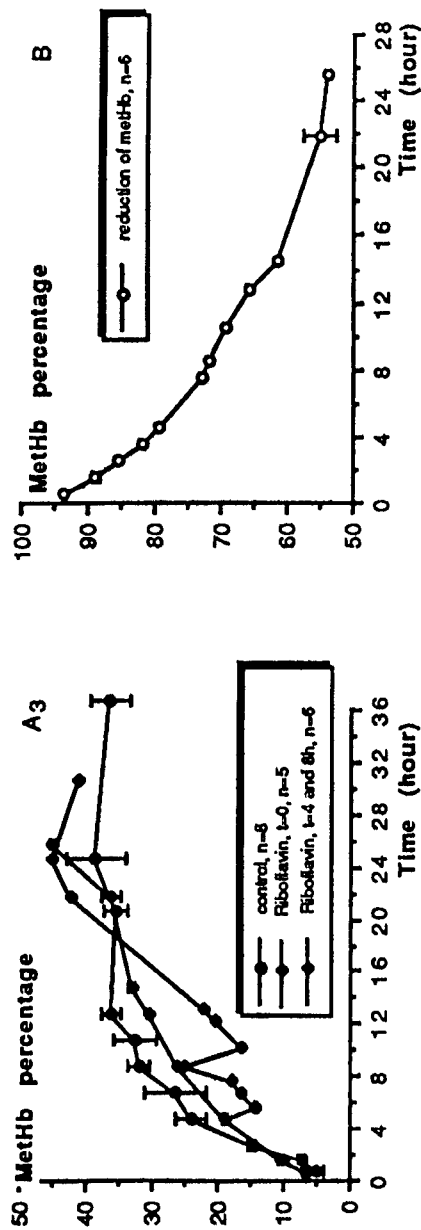 A3
50 MetHb percentage
40
30
20
10
0
0 4 8 12 16 20 24 28 32 36
Time (hour)
control, n=8
Riboflavin, t=0, n=5
Riboflavin, t=4 and 8h, n=6
B
MetHb percentage
100
90
80
70
60
50
0 4 8 12 16 20 24 28
Time (hour)
reduction of metHb, n=6